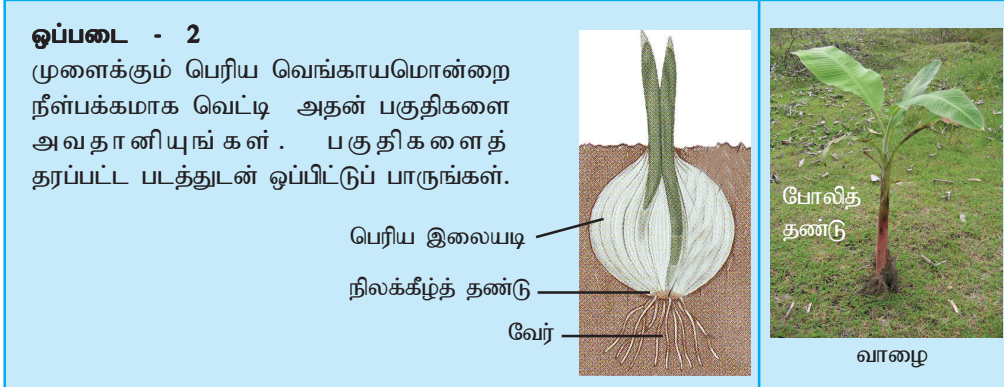 ஒப்படை - 2
முளைக்கும் பெரிய வெங்காயமொன்றை
நீள்பக்கமாக வெட்டி அதன் பகுதிகளை
அவதானியுங்கள். பகுதிகளைத்
தரப்பட்ட படத்துடன் ஒப்பிட்டுப் பாருங்கள்.
பெரிய இலையடி
நிலக்கீழ்த் தண்டு
வேர்
போலித்
தண்டு
வாழை